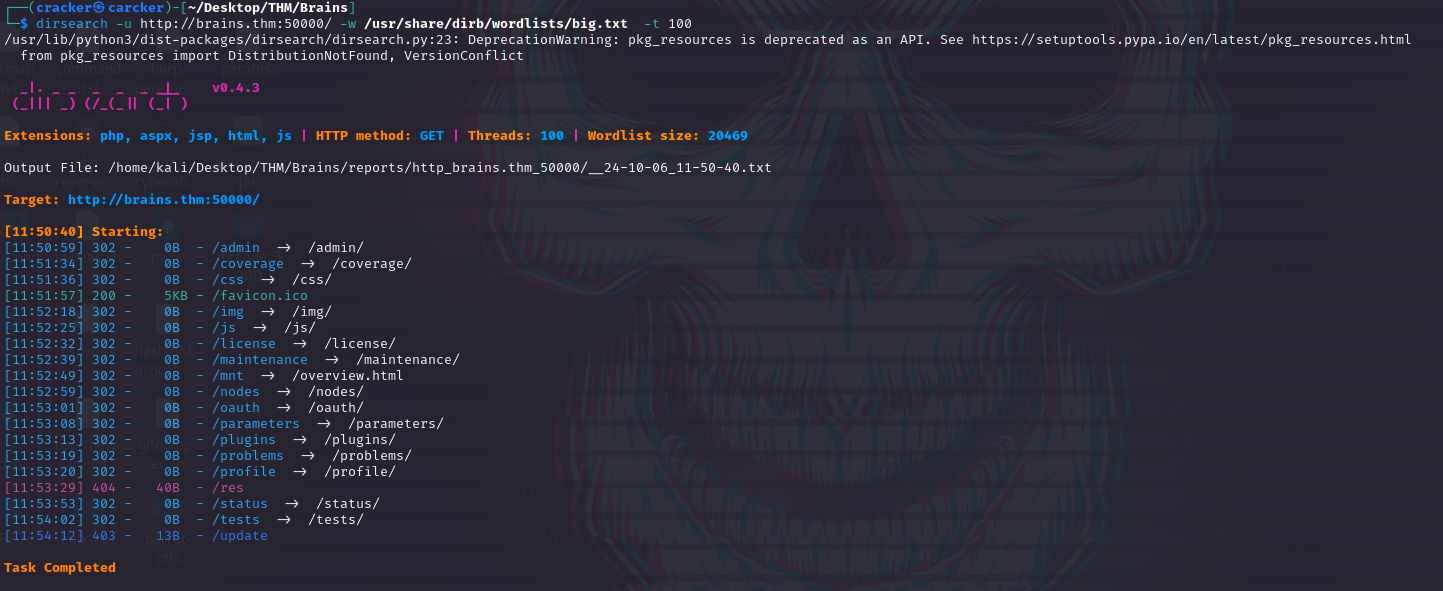 ┌──(cracker㉿carcker)-[~/Desktop/THM/Brains]
└─$ dirsearch -u http://brains.thm:50000/ -w /usr/share/dirb/wordlists/big.txt -t 100
/usr/lib/python3/dist-packages/dirsearch/dirsearch.py:23: DeprecationWarning: pkg_resources is deprecated as an API. See https://setuptools.pypa.io/en/latest/pkg_resources.html
from pkg_resources import DistributionNotFound, VersionConflict
_|. _ _ _ _ _ _|_ v0.4.3
(_||| _) (/_(_|| (_| )
Extensions: php, aspx, jsp, html, js | HTTP method: GET | Threads: 100 | Wordlist size: 20469
Output File: /home/kali/Desktop/THM/Brains/reports/http_brains.thm_50000/__24-10-06_11-50-40.txt
Target: http://brains.thm:50000/
[11:50:40] Starting:
[11:50:59] 302 - 0B - /admin → /admin/
[11:51:34] 302 - 0B - /coverage → /coverage/
[11:51:36] 302 - 0B - /css → /css/
[11:51:57] 200 - 5KB - /favicon.ico
[11:52:18] 302 - 0B - /img → /img/
[11:52:25] 302 - 0B - /js → /js/
[11:52:32] 302 - 0B - /license → /license/
[11:52:39] 302 - 0B - /maintenance → /maintenance/
[11:52:49] 302 - 0B - /mnt → /overview.html
[11:52:59] 302 - 0B - /nodes → /nodes/
[11:53:01] 302 - 0B - /oauth → /oauth/
[11:53:08] 302 - 0B - /parameters → /parameters/
[11:53:13] 302 - 0B - /plugins → /plugins/
[11:53:19] 302 - 0B - /problems → /problems/
[11:53:20] 302 - 0B - /profile → /profile/
[11:53:29] 404 - 40B - /res
[11:53:53] 302 - 0B - /status → /status/
[11:54:02] 302 - 0B - /tests → /tests/
[11:54:12] 403 - 13B - /update
Task Completed